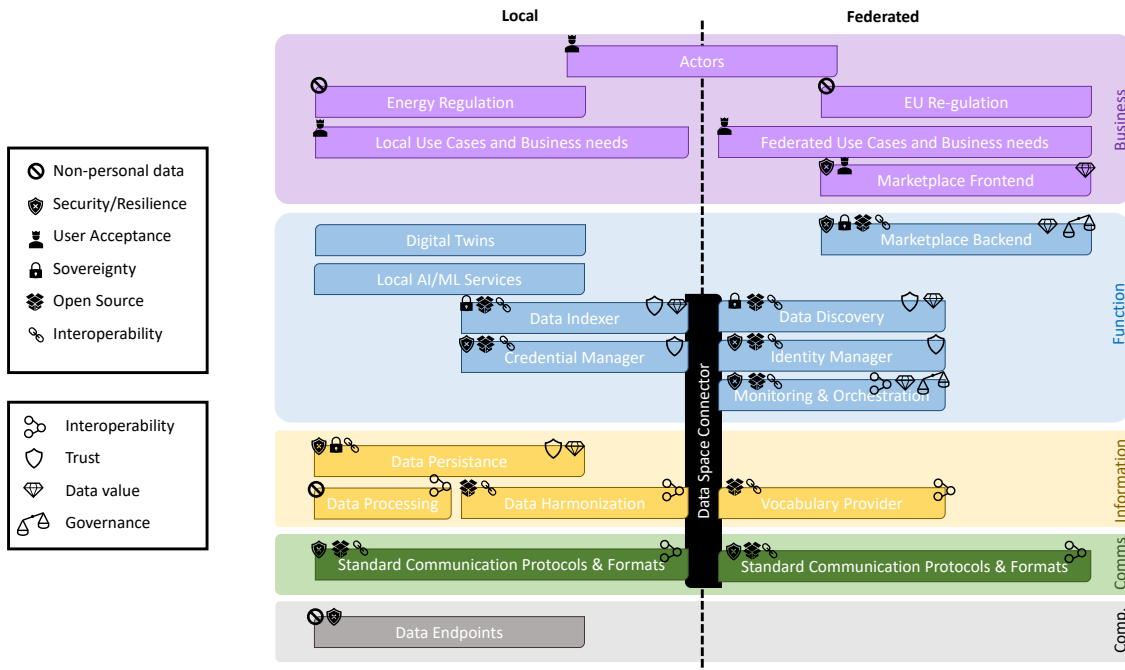 Local
Federated
Actors
Energy Regulation
EU Re-gulation
Local Use Cases and Business needs
Federated Use Cases and Business needs
Marketplace Frontend
Business
Non-personal data
Security/Resilience
User Acceptance
Sovereignty
Open Source
Interoperability
Digital Twins
Marketplace Backend
Local AI/ML Services
Data Indexer
Data Discovery
Credential Manager
Identity Manager
Monitoring & Orchestration
Function
Data Space Connector
Interoperability
Trust
Data value
Governance
Data Persistance
Data Processing
Data Harmonization
Vocabulary Provider
Information
Standard Communication Protocols & Formats
Standard Communication Protocols & Formats
Comms
Data Endpoints
Comp.